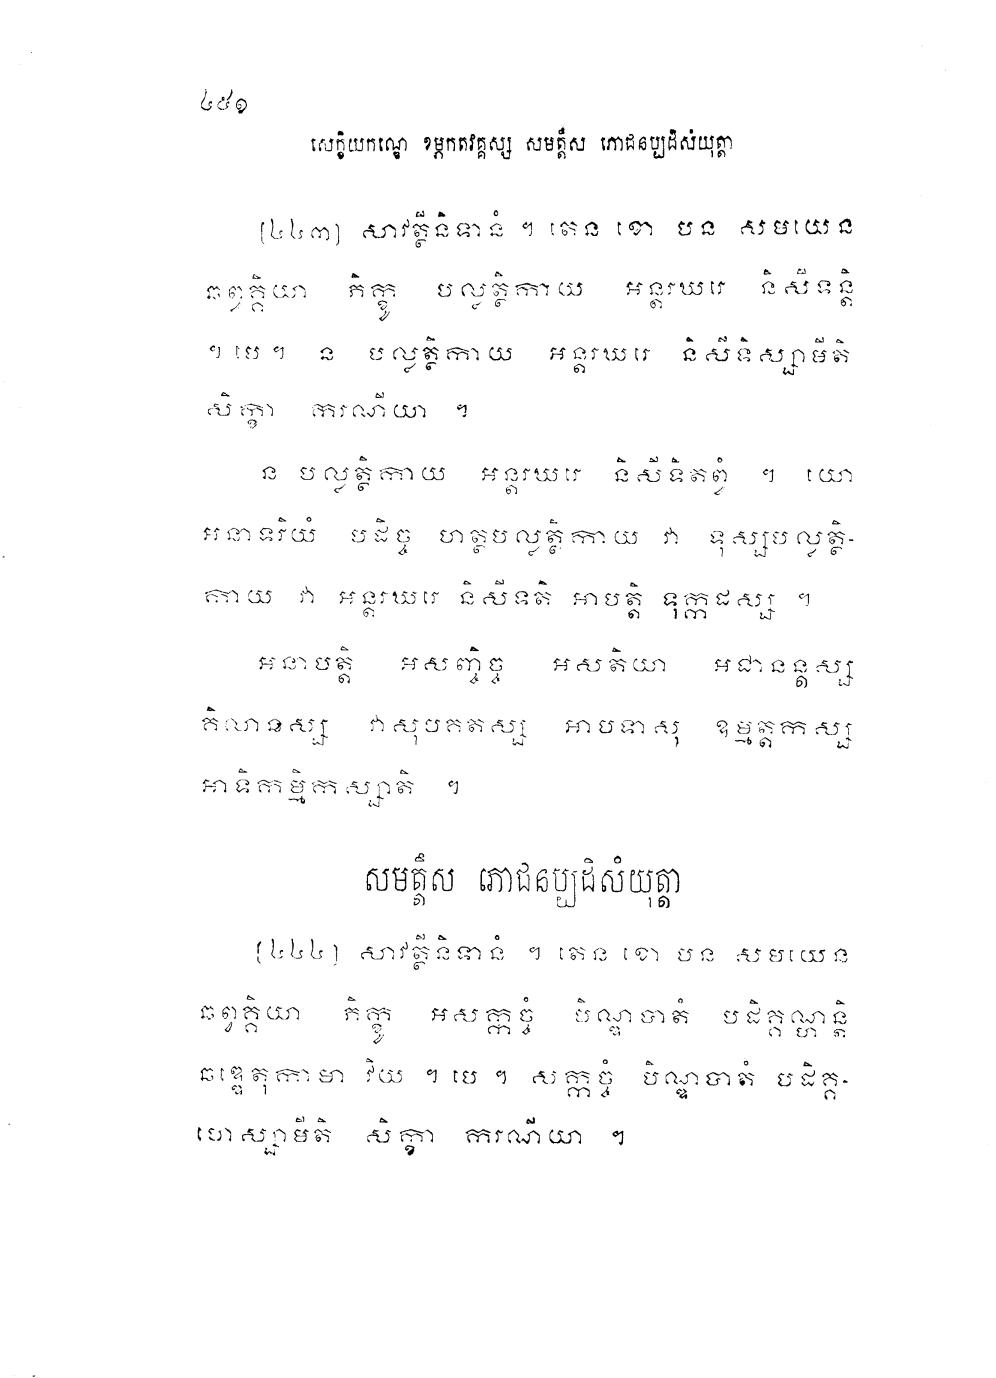 ៤៥១
សេក្ខិយកណ្ឌេ ខម្ភកតវគ្គស្ស សមត្តឹស ភោជនប្បដិសំយុត្តា
(៤៤៣) សាវត្ថីនិទានំ ។ តេន ខោ បន សមយេន
ឆព្វគ្គិយា ភិក្ខូ បល្លត្ថិកាយ អន្តរឃរេ និសីទន្តិ
។ បេ ។ ន បល្លត្ថិកាយ អន្តរឃរេ និសីទិស្សាមីតិ
សិក្ខា ករណីយា ។
ន បល្លត្ថិកាយ អន្តរឃរេ និសីទិតព្វំ ។ យោ
អនាទរិយំ បដិច្ច ហត្ថបល្លត្ថិកាយ វា ទុស្សបល្លត្ថិ-
កាយ វា អន្តរឃរេ និសីទតិ អាបត្តិ ទុក្កដស្ស ។
អនាបត្តិ អសញ្ចិច្ច អសតិយា អជានន្តស្ស
គិលានស្ស វាសុបគតស្ស អាបទាសុ ឧម្មត្តកស្ស
អាទិកម្មិកស្សាតិ ។
សមត្តឹស ភោជនប្បដិសំយុត្តា
(៤៤៤) សាវត្ថីនិទានំ ។ តេន ខោ បន សមយេន
ឆព្វគ្គិយា ភិក្ខូ អសក្កច្ចំ បិណ្ឌបាតំ បដិគ្គណ្ហន្តិ
ឆឌ្ឌេតុកាមា វិយ ។ បេ ។ សក្កច្ចំ បិណ្ឌបាតំ បដិគ្គ-
ហេស្សាមីតិ សិក្ខា ករណីយា ។